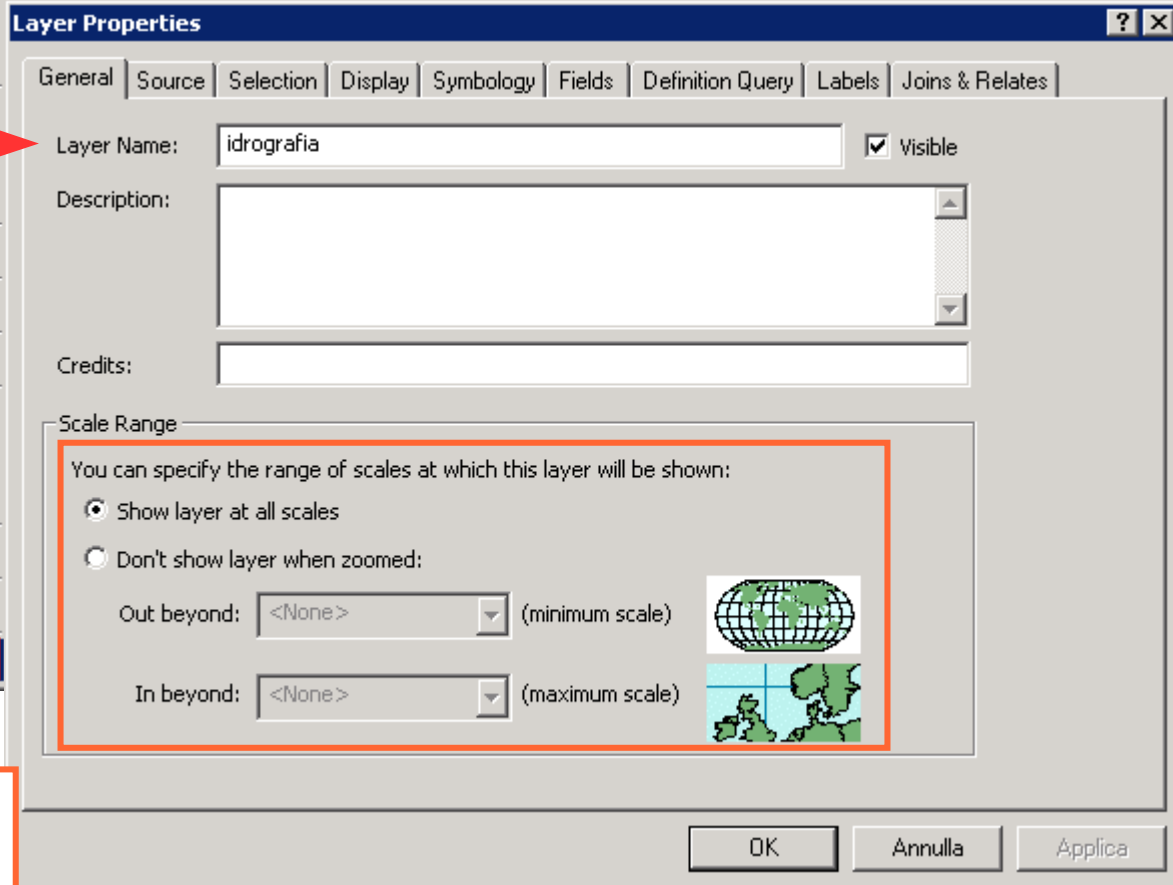 Layer Properties
General Source Selection Display Symbology Fields Definition Query Labels Joins & Relates
Layer Name: idrografia Visible
Description:
Credits:
Scale Range
You can specify the range of scales at which this layer will be shown:
Show layer at all scales
Don't show layer when zoomed:
Out beyond: <None> (minimum scale)
In beyond: <None> (maximum scale)
OK Annulla Applica